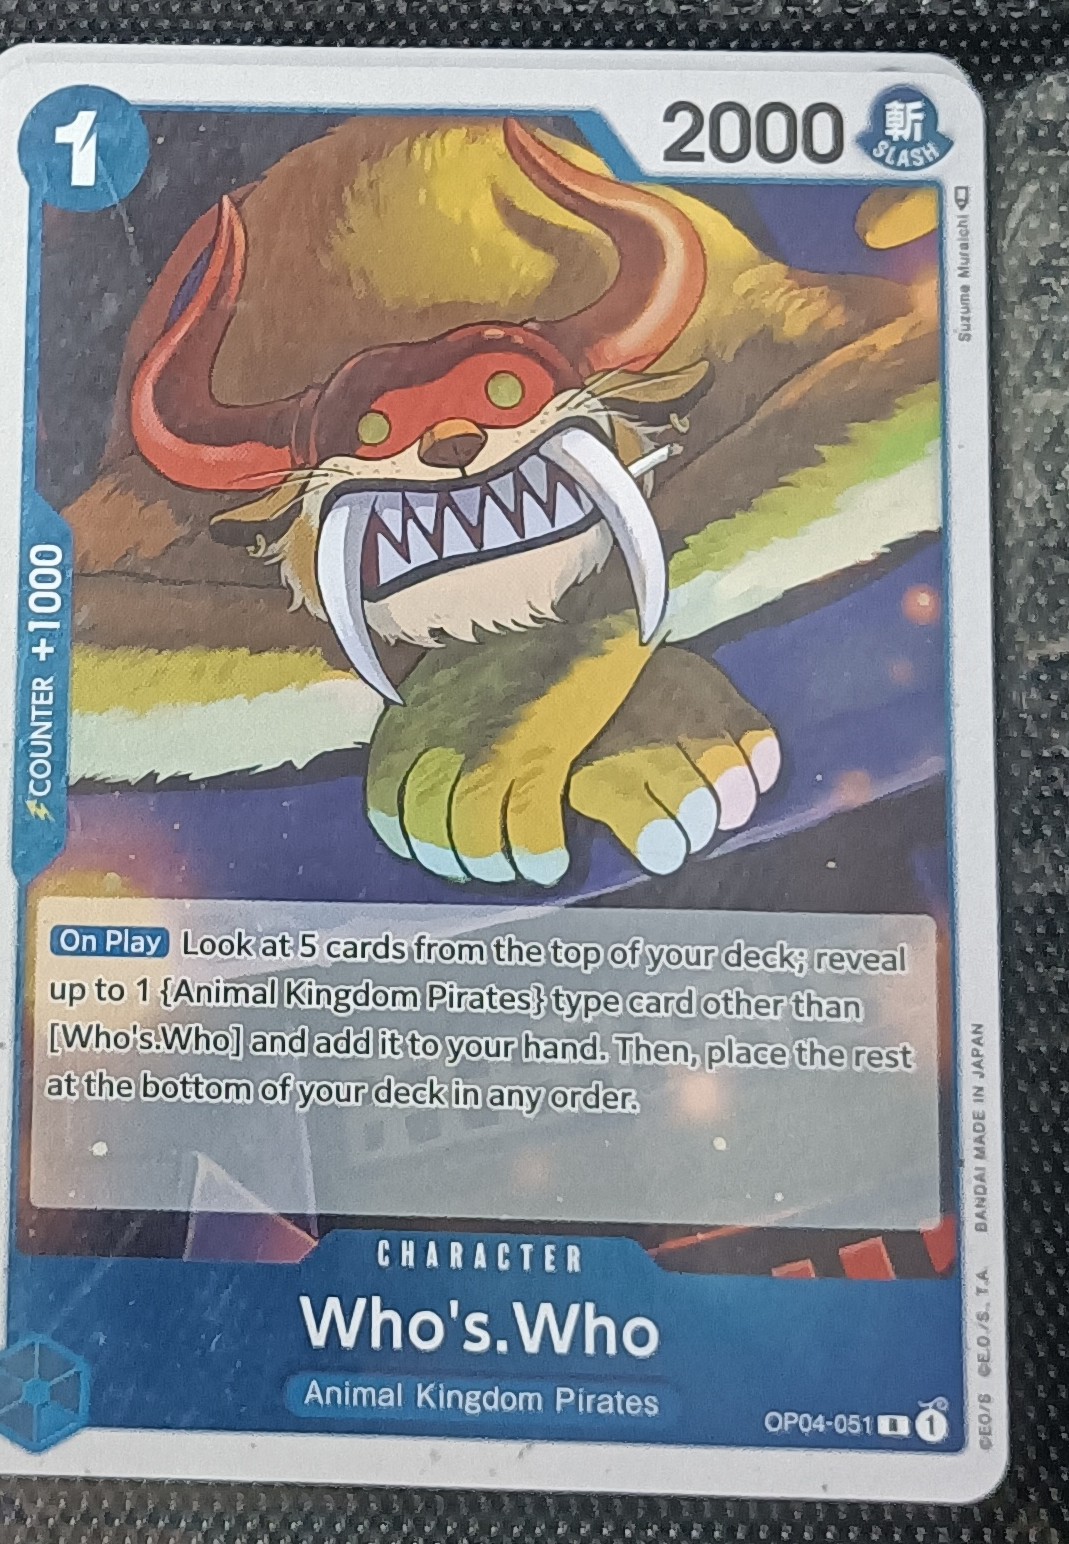 1
2000
斬
SLASH
Suzume Muraichi
COUNTER +1000
On Play Look at 5 cards from the top of your deck; reveal
up to 1 {Animal Kingdom Pirates} type card other than
[Who's.Who] and add it to your hand. Then, place the rest
at the bottom of your deck in any order.
CHARACTER
Who's.Who
Animal Kingdom Pirates
OP04-051 R 1
©EO/S ©E.O./S., T.A. BANDAI MADE IN JAPAN